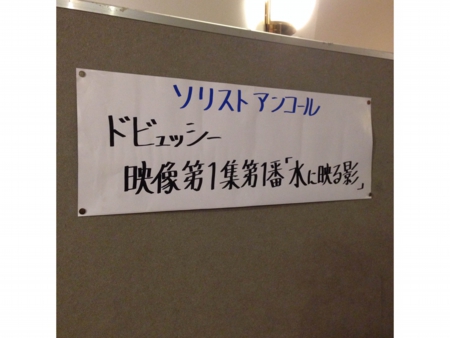 ソリストアンコール
ドビュッシー
映像第1集第1番「水に映る影」